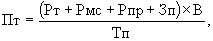 Пт = (Рт + Рмс + Рпр + Зп)×В / Тп,